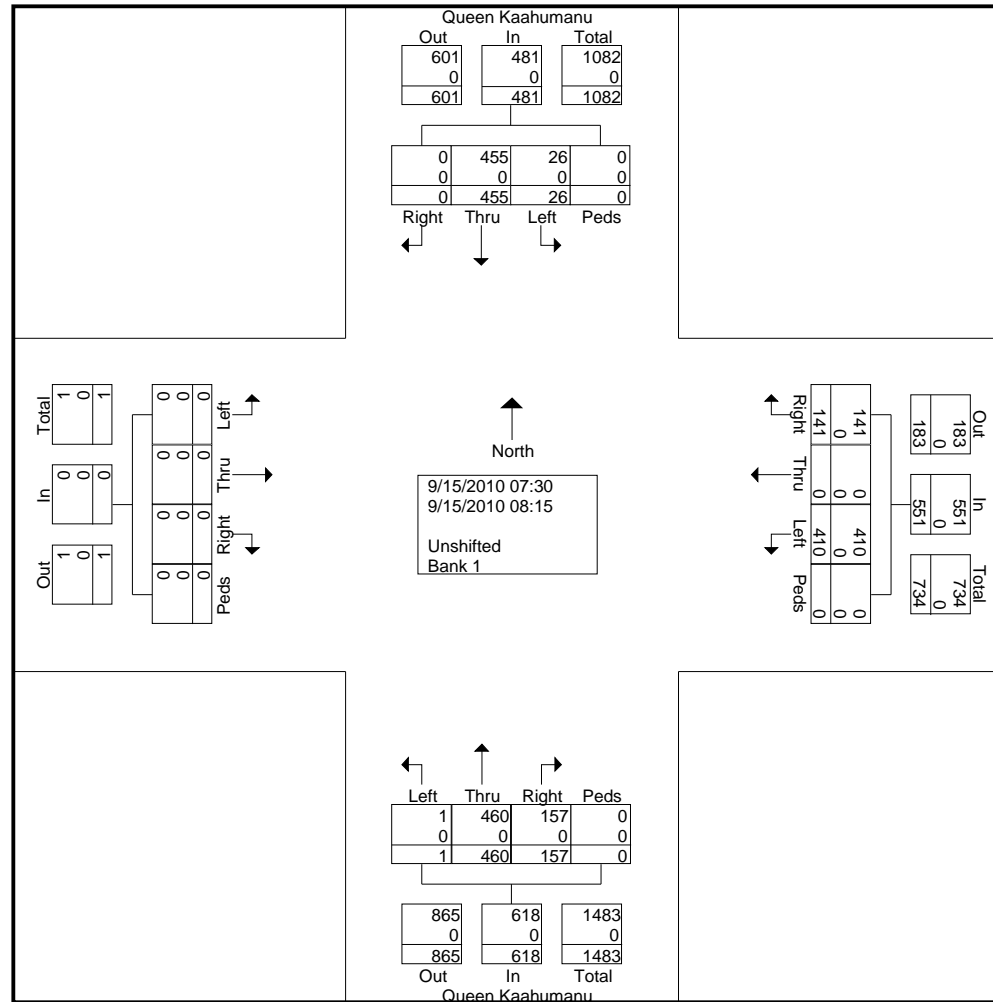 Queen Kaahumanu
Out In Total
601 481 1082
0 0 0
601 481 1082
0 455 26 0
0 0 0 0
0 455 26 0
Right Thru Left Peds
Total
1 0 1
In
0 0 0
Out
1 0 1
Left
0 0 0
Thru
0 0 0
Right
0 0 0
Peds
0 0 0
North
9/15/2010 07:30
9/15/2010 08:15
Unshifted
Bank 1
Right
141 0 141
Thru
0 0 0
Left
410 0 410
Peds
0 0 0
Out
183 0 183
In
551 0 551
Total
734 0 734
Left Thru Right Peds
1 460 157 0
0 0 0 0
1 460 157 0
865 618 1483
0 0 0
865 618 1483
Out In Total
Queen Kaahumanu